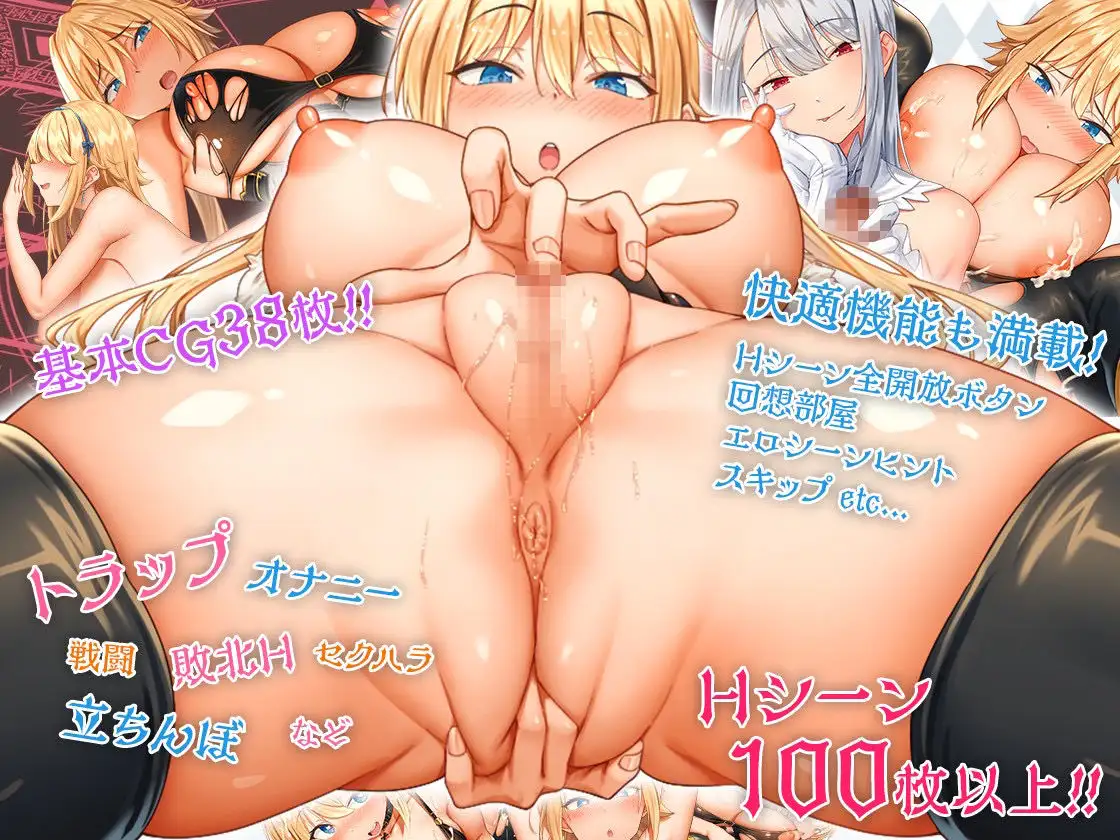 基本CG38枚!!
快適機能も満載!
Hシーン全開放ボタン
回想部屋
エロシーンヒント
スキップ etc...
トラップ オナニー
戦闘 敗北H セクハラ
立ちんぼ など
Hシーン
100枚以上!!